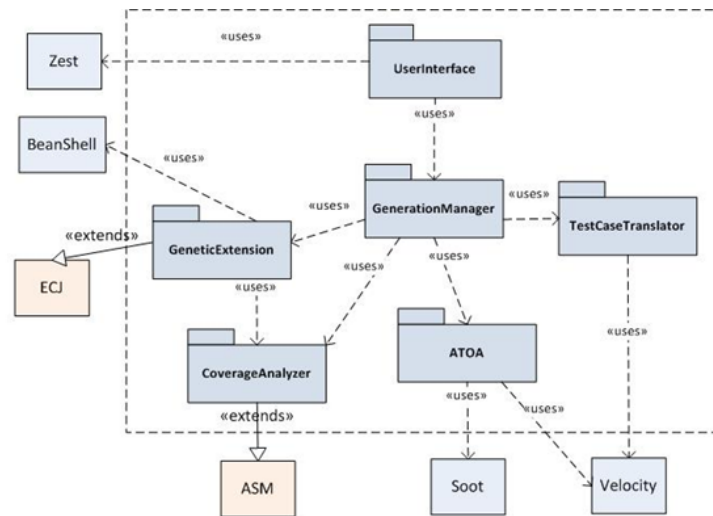 «uses»
Zest
UserInterface
«uses»
BeanShell
«uses»
GenerationManager
«uses»
«uses»
TestCaseTranslator
«extends»
GeneticExtension
ECJ
«uses»
«uses»
«uses»
«uses»
CoverageAnalyzer
ATOA
«extends»
«uses»
«uses»
ASM
Soot
Velocity